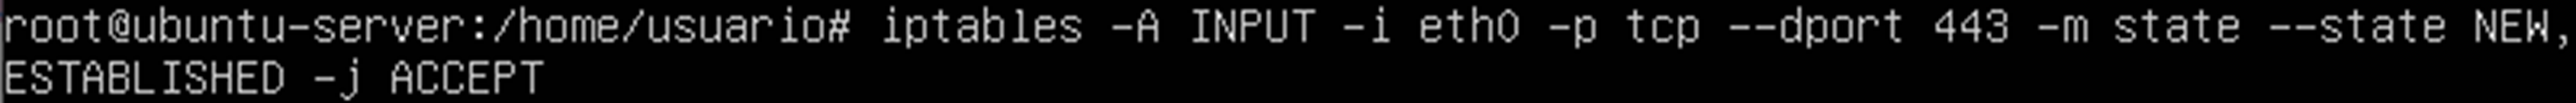 root@ubuntu-server:/home/usuario# iptables -A INPUT -i eth0 -p tcp --dport 443 -m state --state NEW,
ESTABLISHED -j ACCEPT